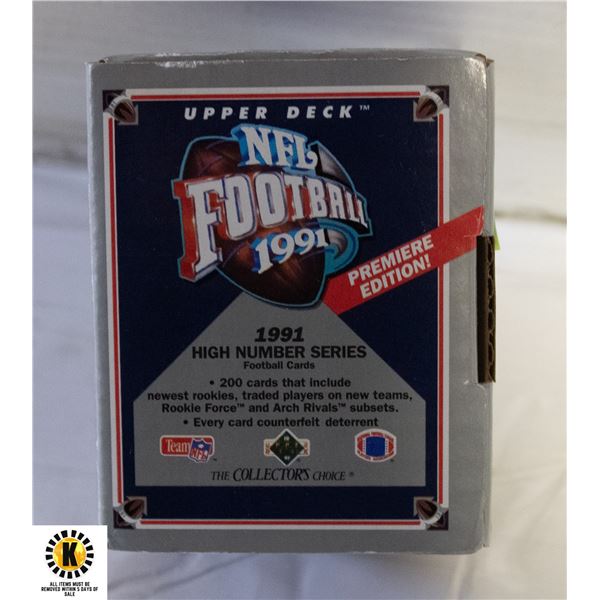 UPPER DECK™
NFL
FOOTBALL
1991
PREMIERE
EDITION!
1991
HIGH NUMBER SERIES
Football Cards
• 200 cards that include
newest rookies, traded players on new teams,
Rookie Force™ and Arch Rivals™ subsets.
• Every card counterfeit deterrent
Team NFL
THE COLLECTOR'S CHOICE®
K
ALL ITEMS MUST BE
REMOVED WITHIN 5 DAYS OF
SALE